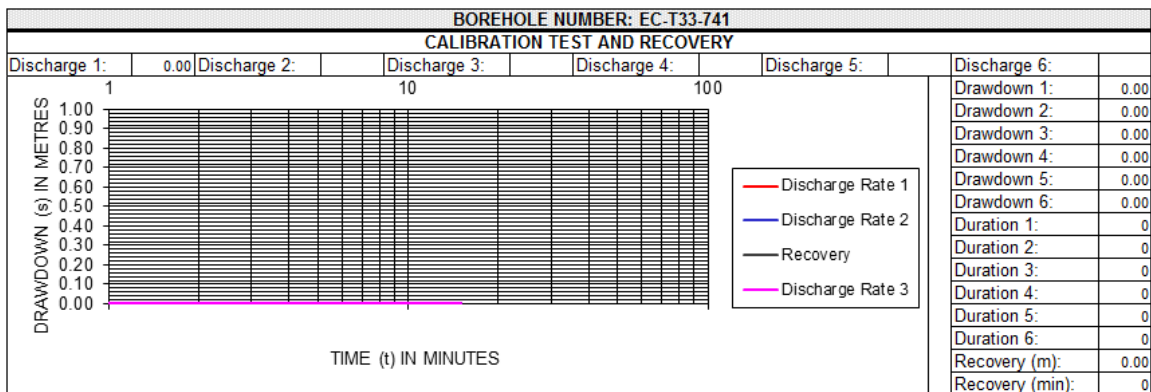 BOREHOLE NUMBER: EC-T33-741
CALIBRATION TEST AND RECOVERY
Discharge 1: 0.00 Discharge 2: Discharge 3: Discharge 4: Discharge 5: Discharge 6:
1 10 100
DRAWDOWN (s) IN METRES
1.00
0.90
0.80
0.70
0.60
0.50
0.40
0.30
0.20
0.10
0.00
TIME (t) IN MINUTES
Discharge Rate 1
Discharge Rate 2
Recovery
Discharge Rate 3
Drawdown 1: 0.00
Drawdown 2: 0.00
Drawdown 3: 0.00
Drawdown 4: 0.00
Drawdown 5: 0.00
Drawdown 6: 0.00
Duration 1: 0
Duration 2: 0
Duration 3: 0
Duration 4: 0
Duration 5: 0
Duration 6: 0
Recovery (m): 0.00
Recovery (min): 0